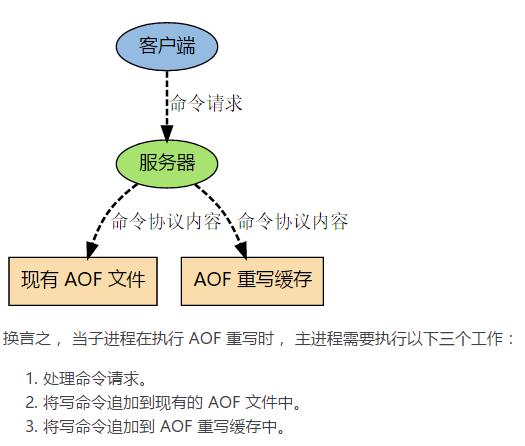 客户端
命令请求
服务器
命令协议内容 命令协议内容
现有 AOF 文件 AOF 重写缓存
换言之， 当子进程在执行 AOF 重写时， 主进程需要执行以下三个工作：
1. 处理命令请求。
2. 将写命令追加到现有的 AOF 文件中。
3. 将写命令追加到 AOF 重写缓存中。